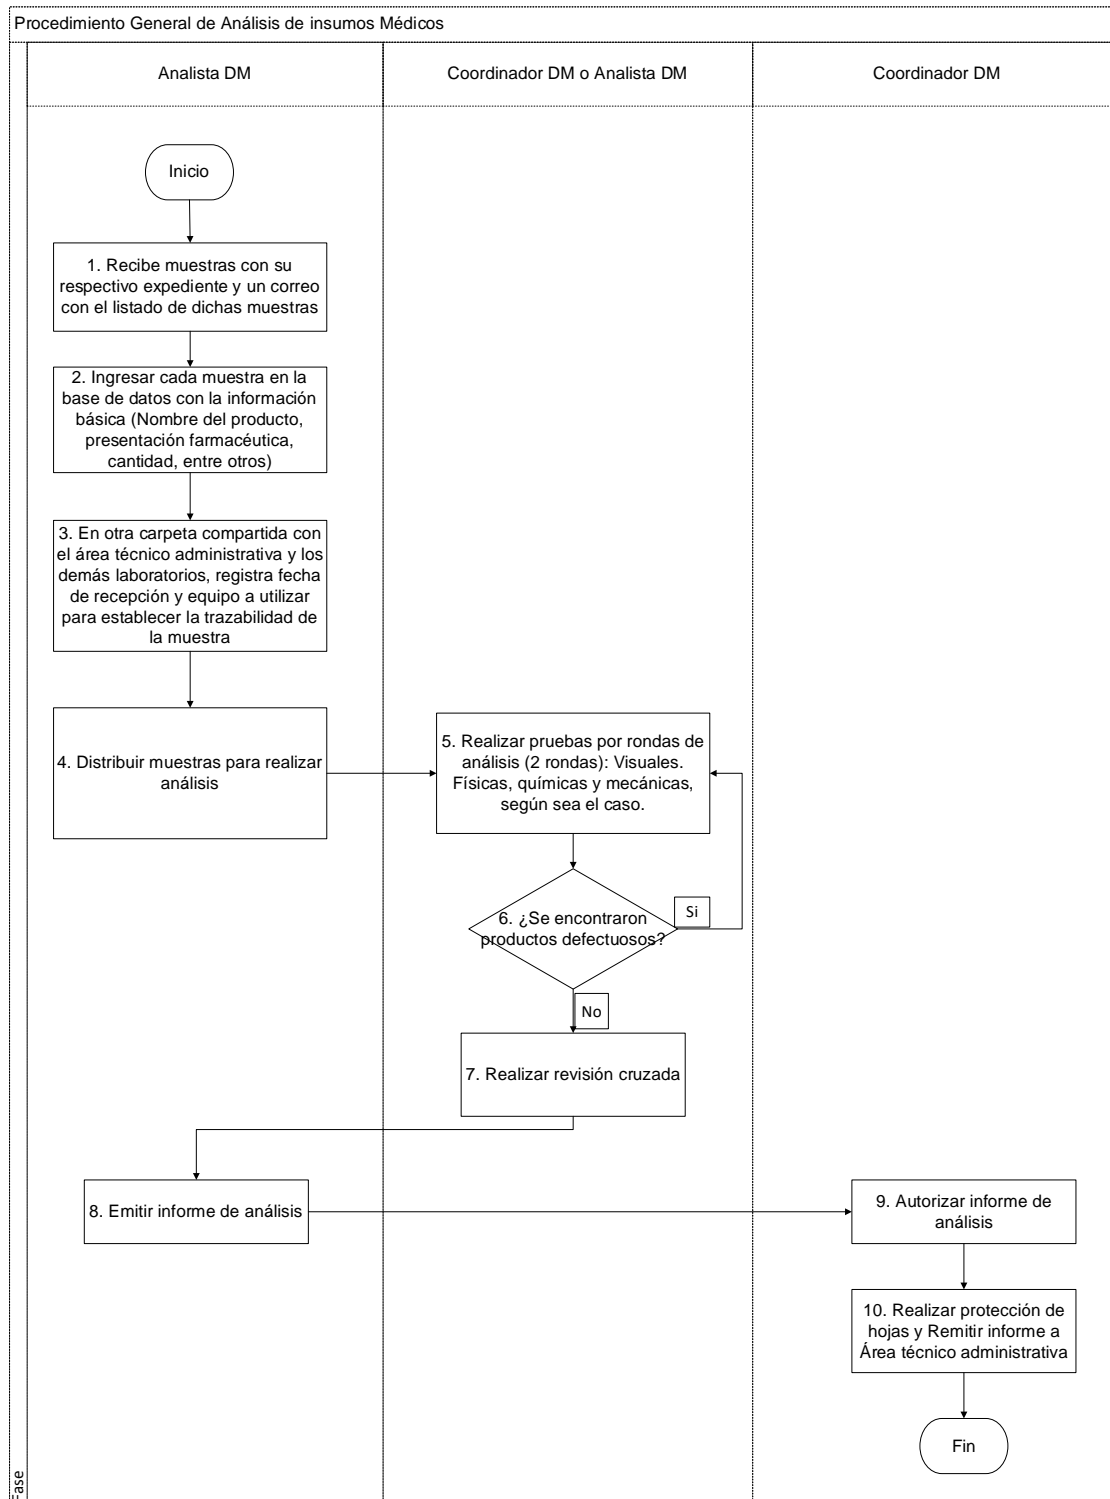 Procedimiento General de Análisis de insumos Médicos
Analista DM
Coordinador DM o Analista DM
Coordinador DM
Inicio
1. Recibe muestras con su
respectivo expediente y un correo
con el listado de dichas muestras
2. Ingresar cada muestra en la
base de datos con la información
básica (Nombre del producto,
presentación farmacéutica,
cantidad, entre otros)
3. En otra carpeta compartida con
el área técnico administrativa y los
demás laboratorios, registra fecha
de recepción y equipo a utilizar
para establecer la trazabilidad de
la muestra
4. Distribuir muestras para realizar
análisis
5. Realizar pruebas por rondas de
análisis (2 rondas): Visuales.
Físicas, químicas y mecánicas,
según sea el caso.
6. ¿Se encontraron
productos defectuosos?
Si
No
7. Realizar revisión cruzada
8. Emitir informe de análisis
9. Autorizar informe de
análisis
10. Realizar protección de
hojas y Remitir informe a
Área técnico administrativa
Fin
Fase